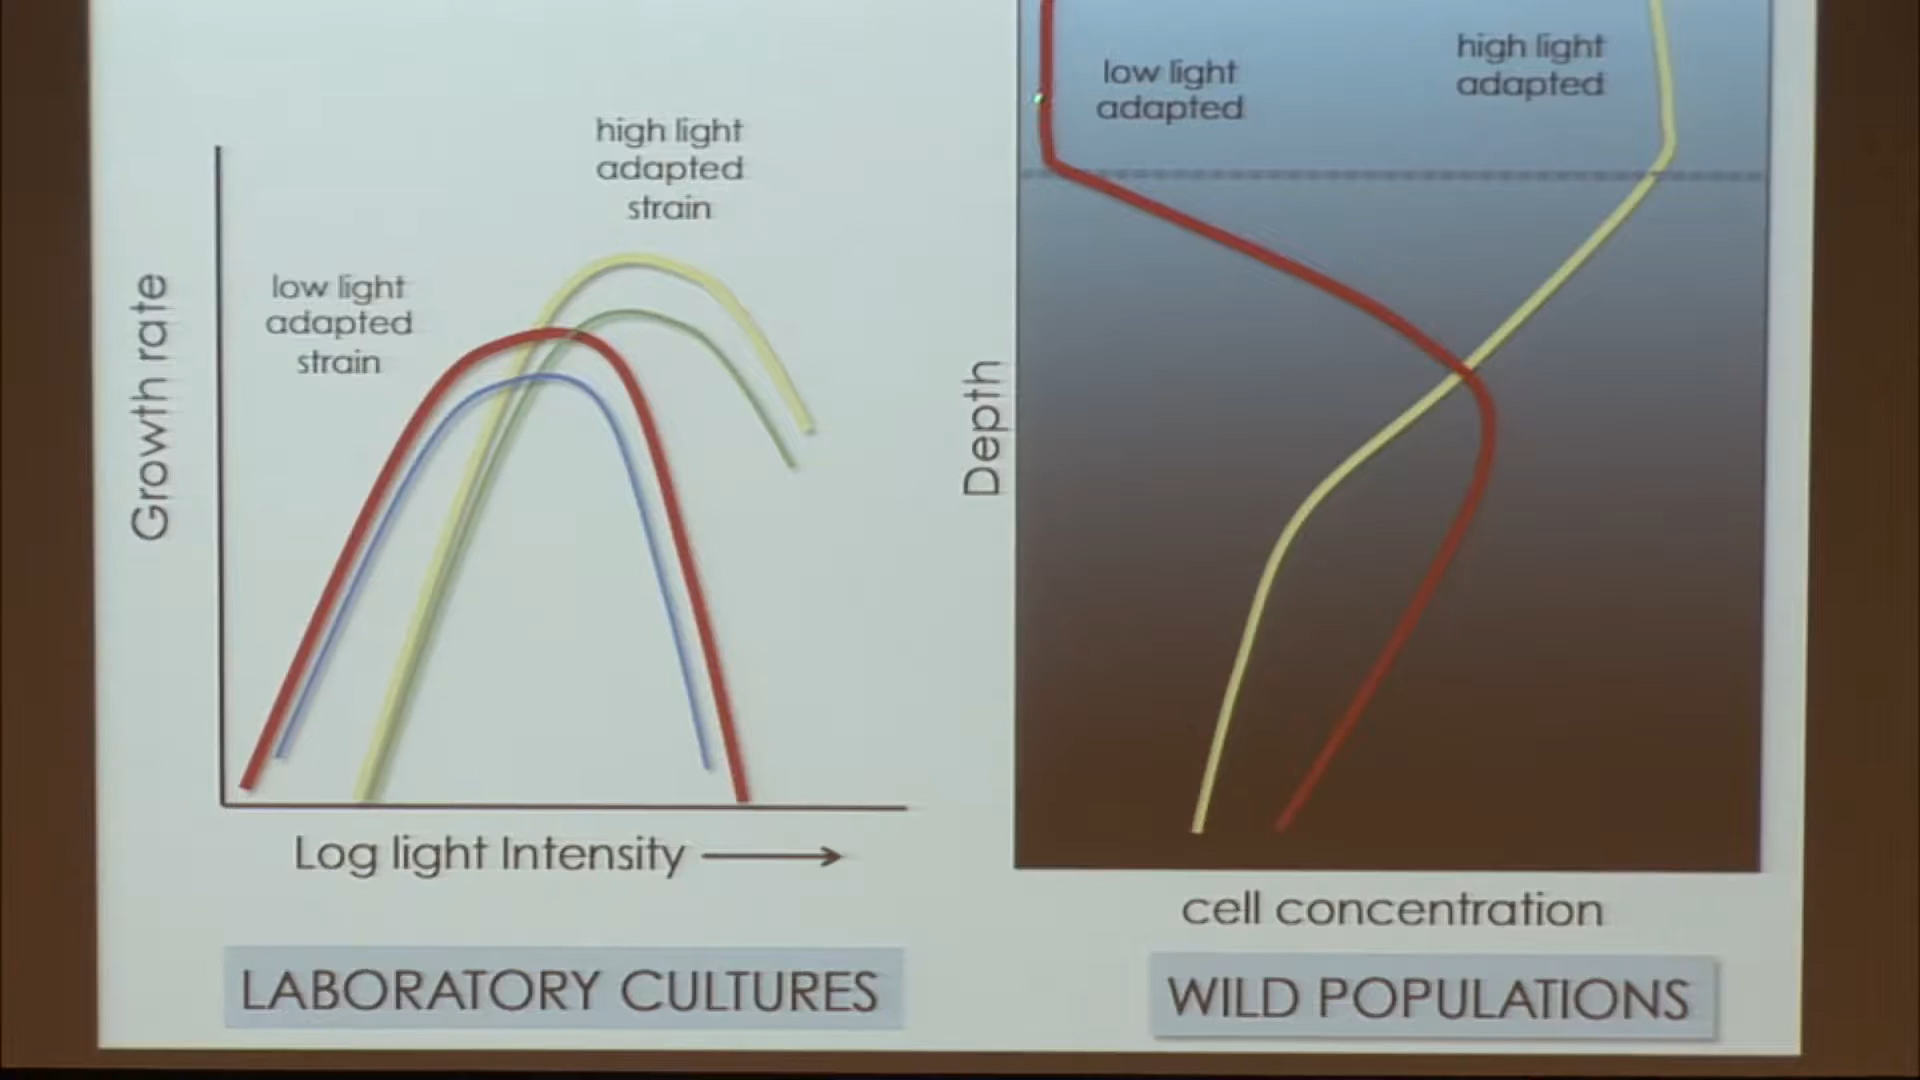 high light
adapted
strain
low light
adapted
strain
Growth rate
Log light Intensity
LABORATORY CULTURES
low light
adapted
high light
adapted
Depth
cell concentration
WILD POPULATIONS